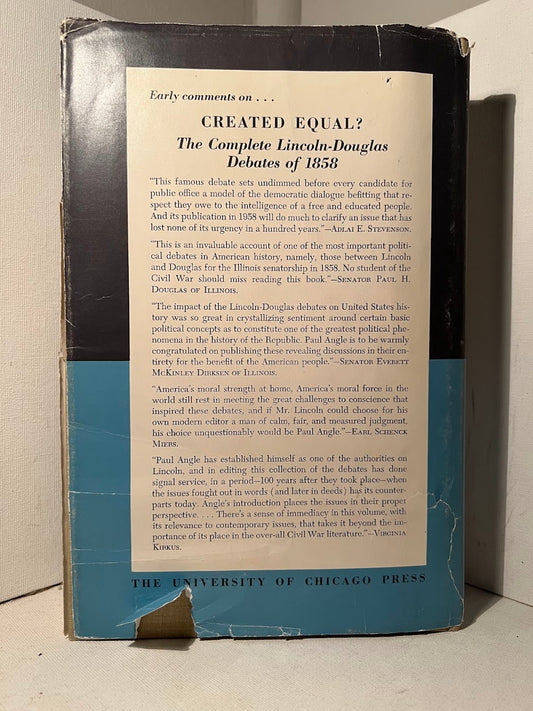 Early comments on . . .
CREATED EQUAL?
The Complete Lincoln-Douglas
Debates of 1858
"This famous debate sets undimmed before every candidate for
public office a model of the democratic dialogue befitting that re-
spect they owe to the intelligence of a free and educated people.
And its publication in 1958 will do much to clarify an issue that has
lost none of its urgency in a hundred years."—ADLAI E. STEVENSON.
"This is an invaluable account of one of the most important politi-
cal debates in American history, namely, those between Lincoln
and Douglas for the Illinois senatorship in 1858. No student of the
Civil War should miss reading this book."—SENATOR PAUL H.
DOUGLAS OF ILLINOIS.
"The impact of the Lincoln-Douglas debates on United States his-
tory was so great in crystallizing sentiment around certain basic
political concepts as to constitute one of the greatest political phe-
nomena in the history of the Republic. Paul Angle is to be warmly
congratulated on publishing these revealing discussions in their en-
tirety for the benefit of the American people."—SENATOR EVERETT
MCKINLEY DIRKSEN OF ILLINOIS.
"America's moral strength at home, America's moral force in the
world still rest in meeting the great challenges to conscience that
inspired these debates, and if Mr. Lincoln could choose for his
own modern editor a man of calm, fair, and measured judgment,
his choice unquestionably would be Paul Angle."—EARL SCHENCK
MIERS.
"Paul Angle has established himself as one of the authorities on
Lincoln, and in editing this collection of the debates has done
signal service, in a period—100 years after they took place—when
the issues fought out in words (and later in deeds) has its counter-
parts today. Angle's introduction places the issues in their proper
perspective. . . . There's a sense of immediacy in this volume, with
its relevance to contemporary issues, that takes it beyond the im-
portance of its place in the over-all Civil War literature."—VIRGINIA
KIRKUS.
THE UNIVERSITY OF CHICAGO PRESS